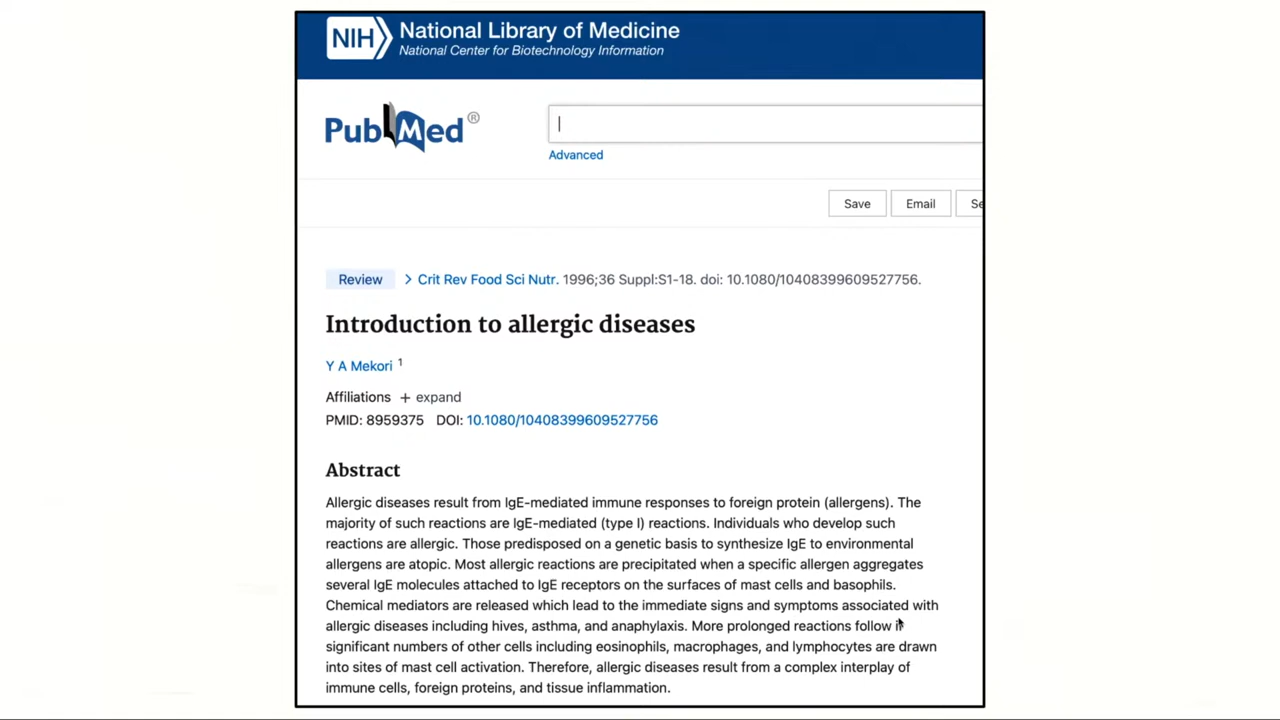 NIH National Library of Medicine
National Center for Biotechnology Information
PubMed®
Advanced
Save Email Se
Review > Crit Rev Food Sci Nutr. 1996;36 Suppl:S1-18. doi: 10.1080/10408399609527756.
Introduction to allergic diseases
Y A Mekori 1
Affiliations + expand
PMID: 8959375 DOI: 10.1080/10408399609527756
Abstract
Allergic diseases result from IgE-mediated immune responses to foreign protein (allergens). The
majority of such reactions are IgE-mediated (type I) reactions. Individuals who develop such
reactions are allergic. Those predisposed on a genetic basis to synthesize IgE to environmental
allergens are atopic. Most allergic reactions are precipitated when a specific allergen aggregates
several IgE molecules attached to IgE receptors on the surfaces of mast cells and basophils.
Chemical mediators are released which lead to the immediate signs and symptoms associated with
allergic diseases including hives, asthma, and anaphylaxis. More prolonged reactions follow if
significant numbers of other cells including eosinophils, macrophages, and lymphocytes are drawn
into sites of mast cell activation. Therefore, allergic diseases result from a complex interplay of
immune cells, foreign proteins, and tissue inflammation.